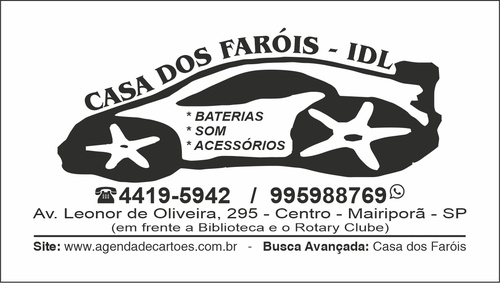 CASA DOS FARÓIS - IDL
* BATERIAS
* SOM
* ACESSÓRIOS
☎4419-5942 / 995988769
Av. Leonor de Oliveira, 295 - Centro - Mairiporã - SP
(em frente a Biblioteca e o Rotary Clube)
Site: www.agendadecartoes.com.br - Busca Avançada: Casa dos Faróis